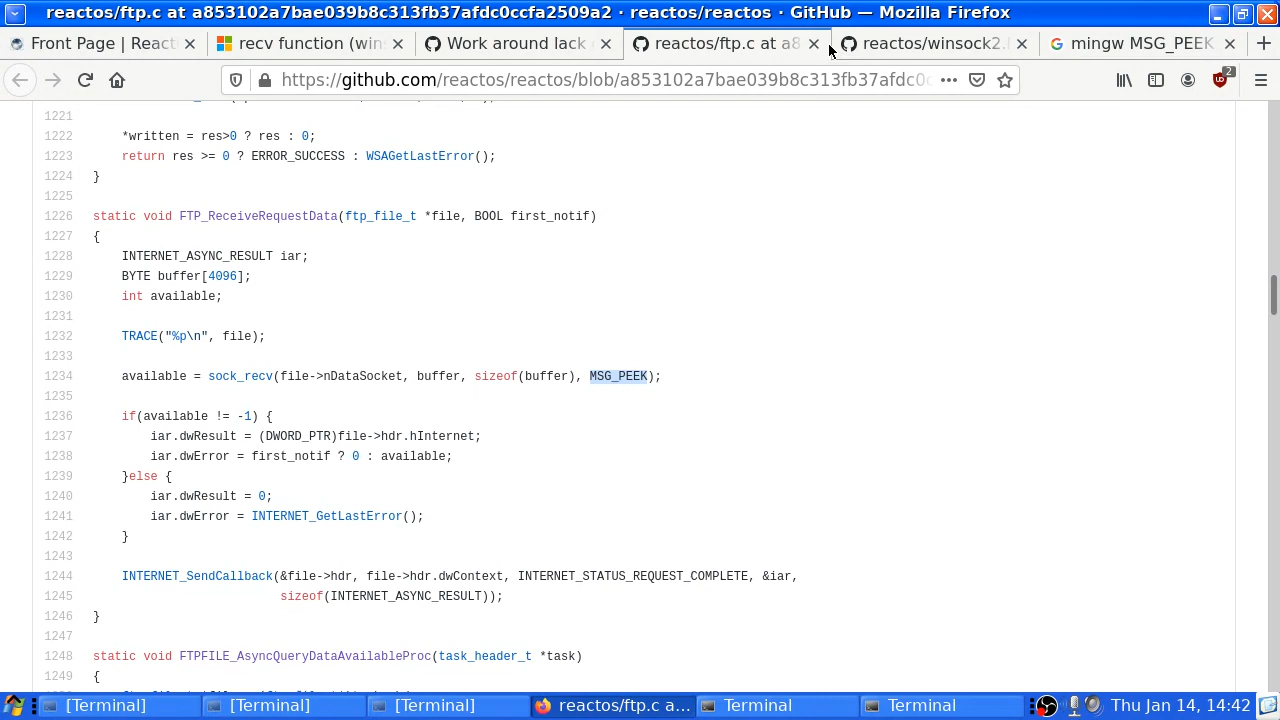 reactos/ftp.c at a853102a7bae039b8c313fb37afdc0ccfa2509a2 · reactos/reactos · GitHub — Mozilla Firefox
Front Page | React
recv function (win
Work around lack
reactos/ftp.c at a8
reactos/winsock2.
mingw MSG_PEEK
https://github.com/reactos/reactos/blob/a853102a7bae039b8c313fb37afdc0c
2
1221
1222 *written = res>0 ? res : 0;
1223 return res >= 0 ? ERROR_SUCCESS : WSAGetLastError();
1224 }
1225
1226 static void FTP_ReceiveRequestData(ftp_file_t *file, BOOL first_notif)
1227 {
1228 INTERNET_ASYNC_RESULT iar;
1229 BYTE buffer[4096];
1230 int available;
1231
1232 TRACE("%p\n", file);
1233
1234 available = sock_recv(file->nDataSocket, buffer, sizeof(buffer), MSG_PEEK);
1235
1236 if(available != -1) {
1237 iar.dwResult = (DWORD_PTR)file->hdr.hInternet;
1238 iar.dwError = first_notif ? 0 : available;
1239 }else {
1240 iar.dwResult = 0;
1241 iar.dwError = INTERNET_GetLastError();
1242 }
1243
1244 INTERNET_SendCallback(&file->hdr, file->hdr.dwContext, INTERNET_STATUS_REQUEST_COMPLETE, &iar,
1245 sizeof(INTERNET_ASYNC_RESULT));
1246 }
1247
1248 static void FTPFILE_AsyncQueryDataAvailableProc(task_header_t *task)
1249 {
[Terminal]
[Terminal]
[Terminal]
reactos/ftp.c a...
Terminal
Terminal
Thu Jan 14, 14:42